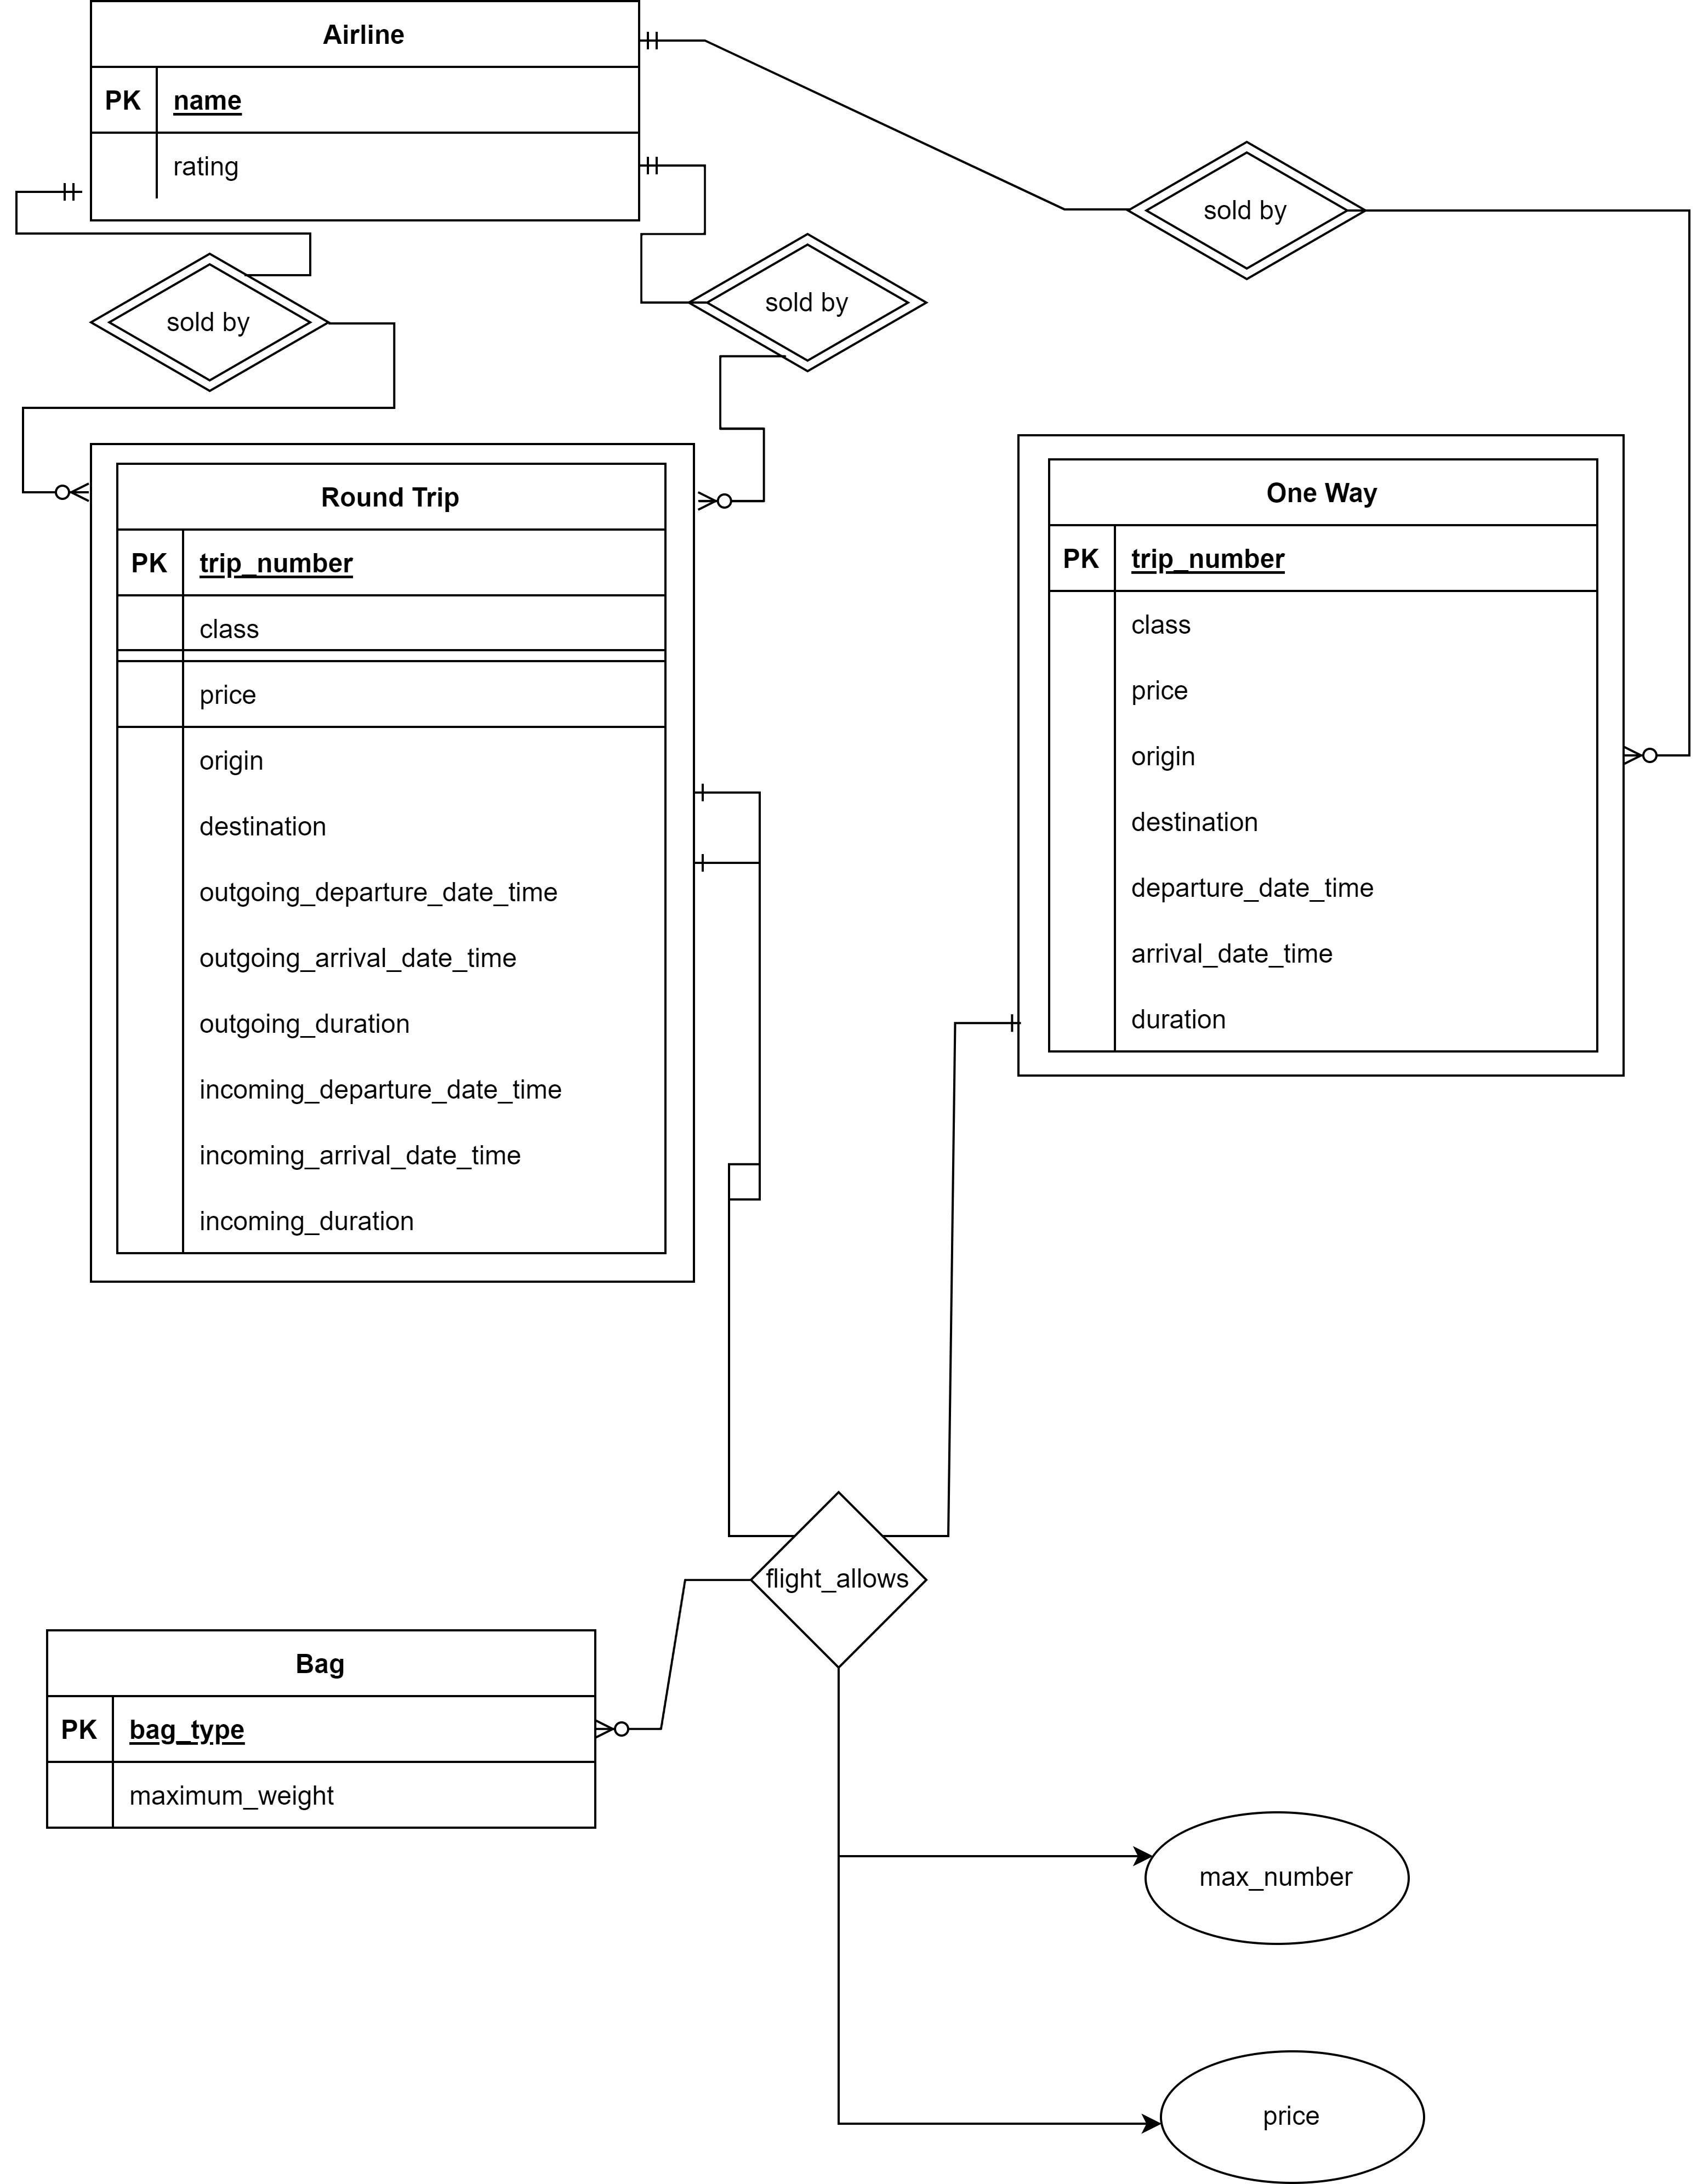 Airline
PK name
rating
sold by
sold by
sold by
Round Trip
PK trip_number
class
price
origin
destination
outgoing_departure_date_time
outgoing_arrival_date_time
outgoing_duration
incoming_departure_date_time
incoming_arrival_date_time
incoming_duration
One Way
PK trip_number
class
price
origin
destination
departure_date_time
arrival_date_time
duration
flight_allows
Bag
PK bag_type
maximum_weight
max_number
price